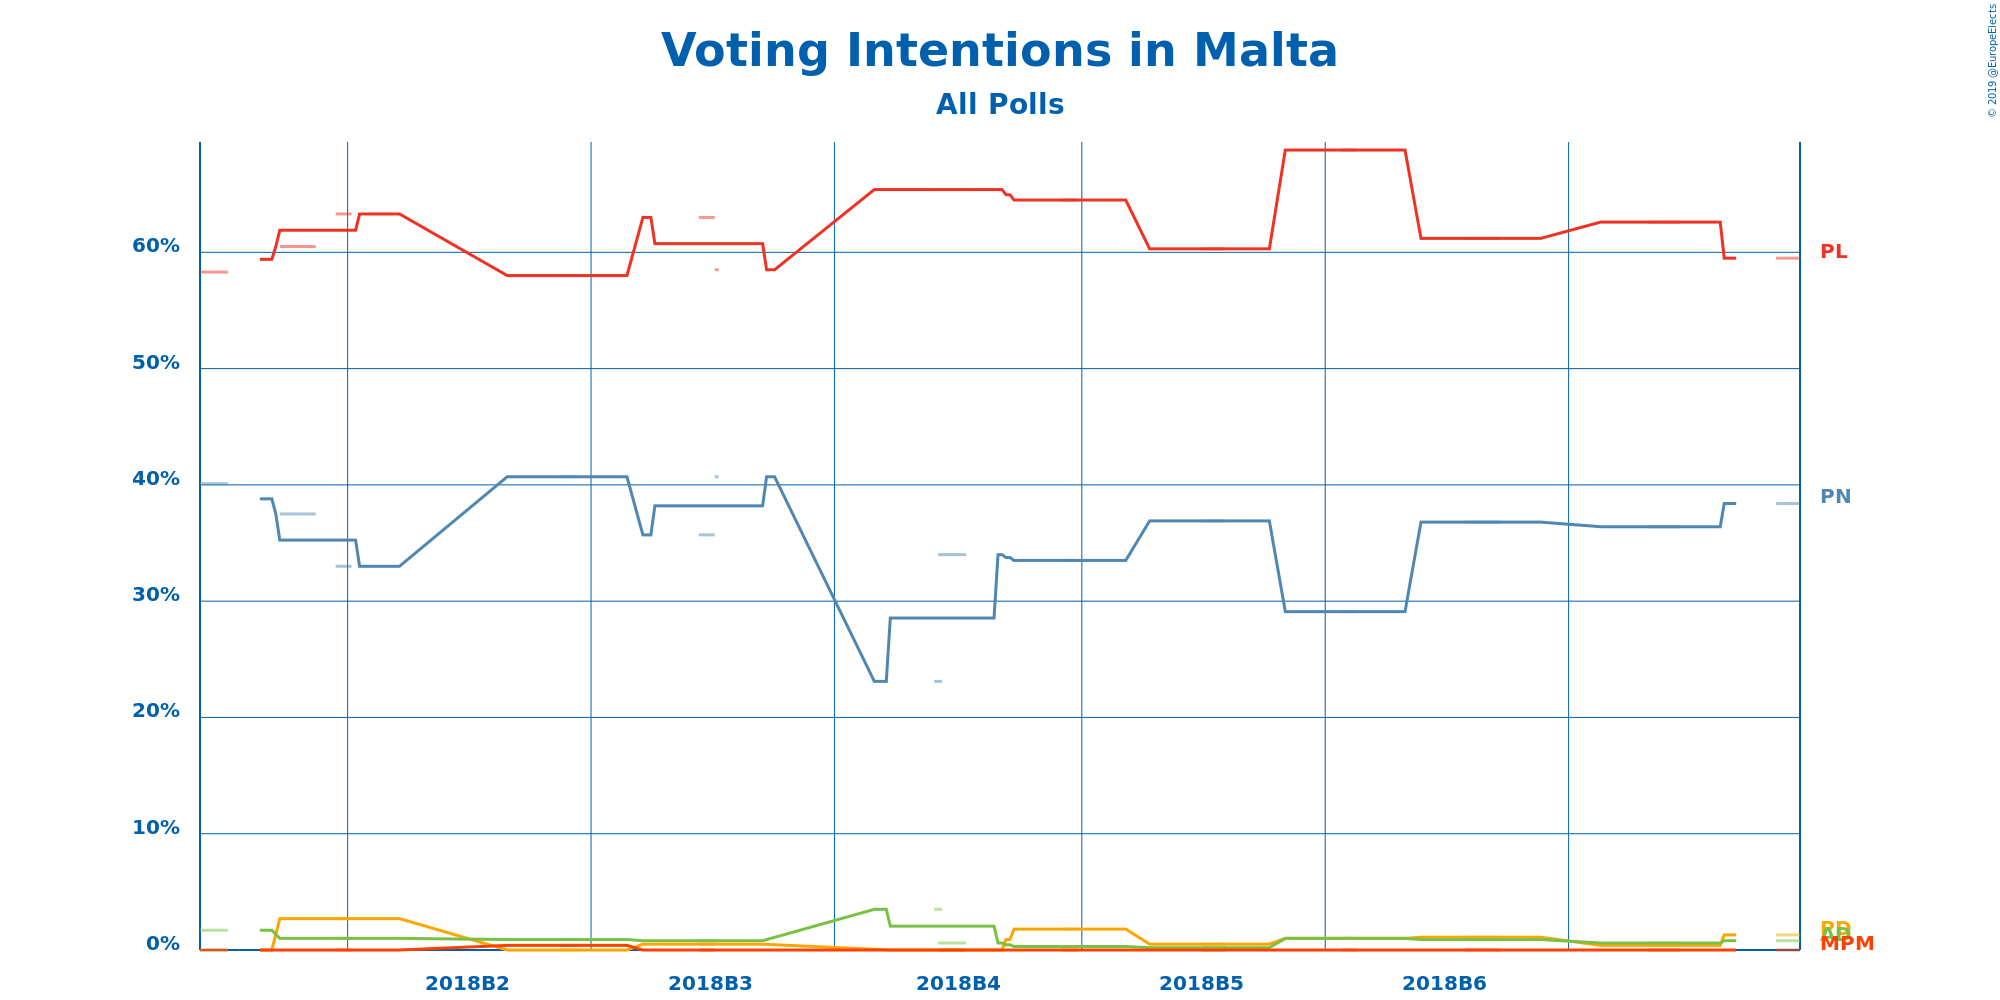 Voting Intentions in Malta
All Polls
© 2019 @EuropeElects
60%
50%
40%
30%
20%
10%
0%
PL
PN
PD
MPM
2018B2
2018B3
2018B4
2018B5
2018B6